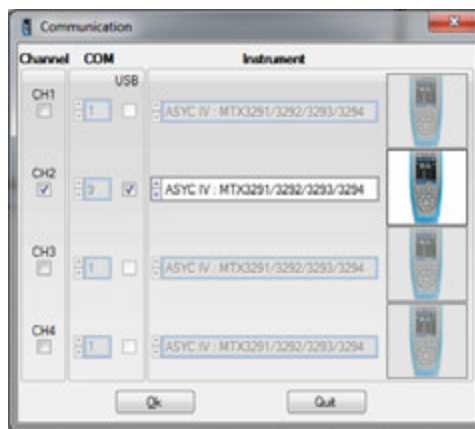 Communication
Channel COM Instrument
USB
CH1
1 ASYC IV : MTX3291/3292/3293/3294
CH2
9 ASYC IV : MTX3291/3292/3293/3294
CH3
1 ASYC IV : MTX3291/3292/3293/3294
CH4
1 ASYC IV : MTX3291/3292/3293/3294
Ok Quit